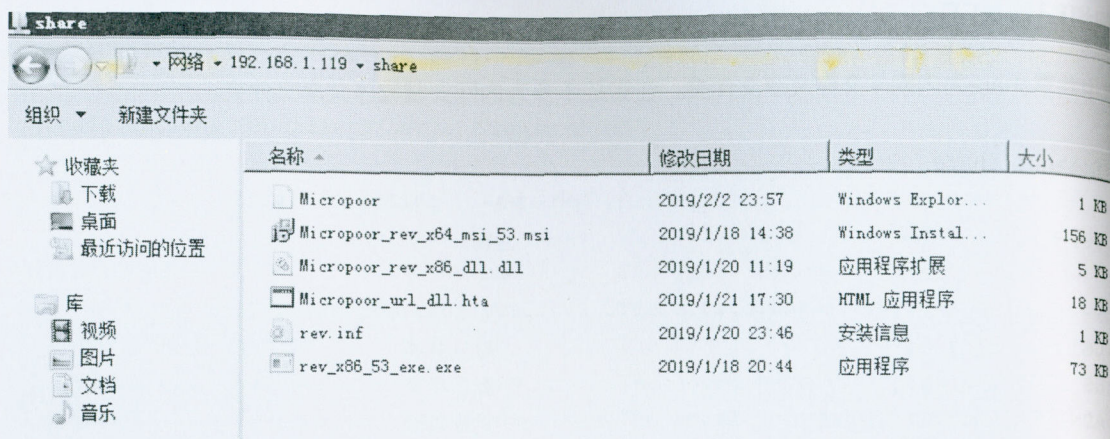 share
网络 192.168.1.119 share
组织 新建文件夹
收藏夹
下载
桌面
最近访问的位置
库
视频
图片
文档
音乐
名称 修改日期 类型 大小
Micropoor 2019/2/2 23:57 Windows Explor... 1 KB
Micropoor_rev_x64_msi_53.msi 2019/1/18 14:38 Windows Instal... 156 KB
Micropoor_rev_x86_dll.dll 2019/1/20 11:19 应用程序扩展 5 KB
Micropoor_url_dll.hta 2019/1/21 17:30 HTML 应用程序 18 KB
rev.inf 2019/1/20 23:46 安装信息 1 KB
rev_x86_53_exe.exe 2019/1/18 20:44 应用程序 73 KB